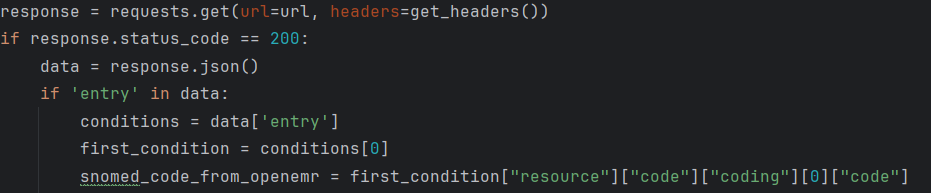 response = requests.get(url=url, headers=get_headers())
if response.status_code == 200:
    data = response.json()
    if 'entry' in data:
        conditions = data['entry']
        first_condition = conditions[0]
        snomed_code_from_openemr = first_condition["resource"]["code"]["coding"][0]["code"]